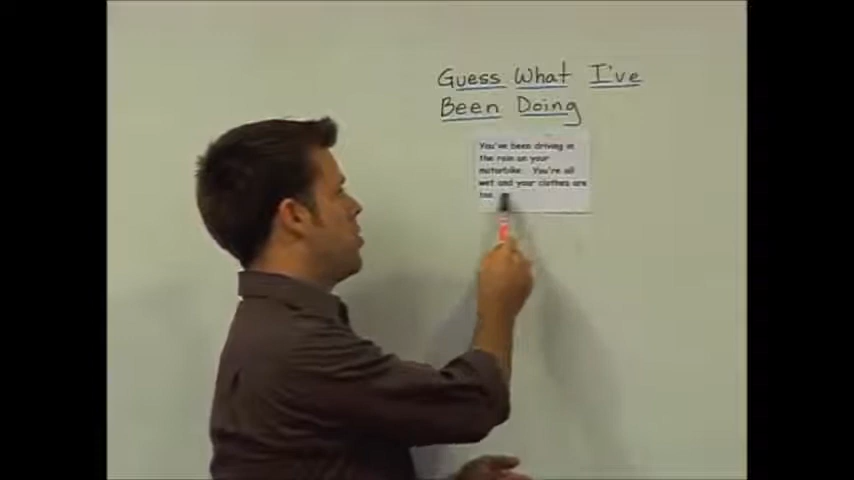 Guess What I've
Been Doing
You've been driving in
the rain on your
motorbike. You're all
wet and your clothes are
too.